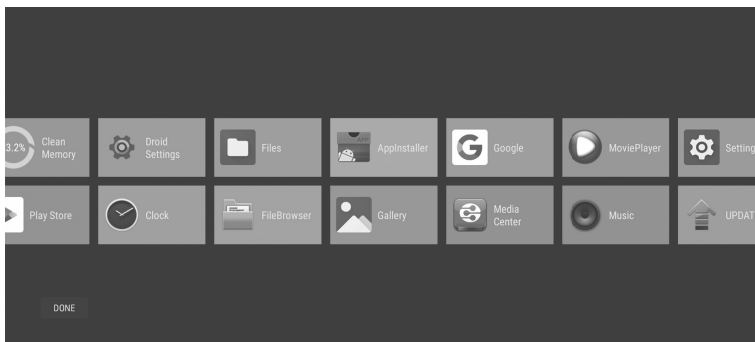 3.2%
Clean
Memory
Droid
Settings
Files
APP
AppInstaller
Google
MoviePlayer
Setting
Play Store
Clock
FileBrowser
Gallery
Media
Center
Music
UPDAT
DONE